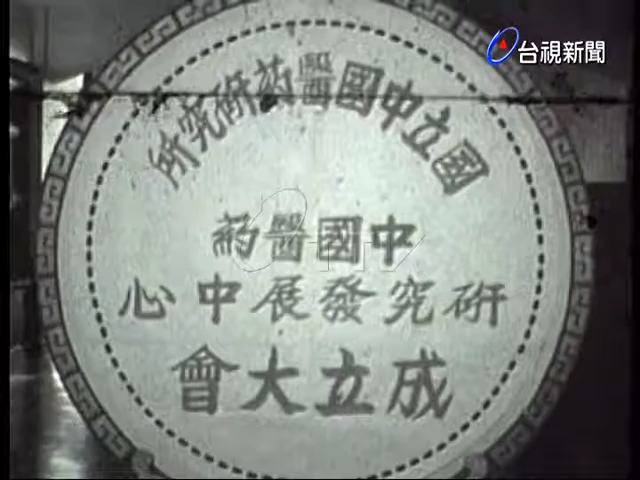 台視新聞
國立中國醫葯研究所
中國醫葯
研究發展中心
成立大會